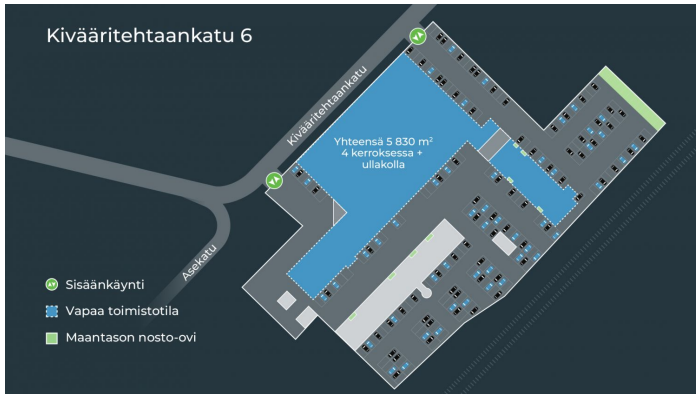 Kivääritehtaankatu 6
Kivääritehtaankatu
Yhteensä 5 830 m²
4 kerroksessa +
ullakolla
Asekatu
Sisäänkäynti
Vapaa toimistotila
Maantason nosto-ovi